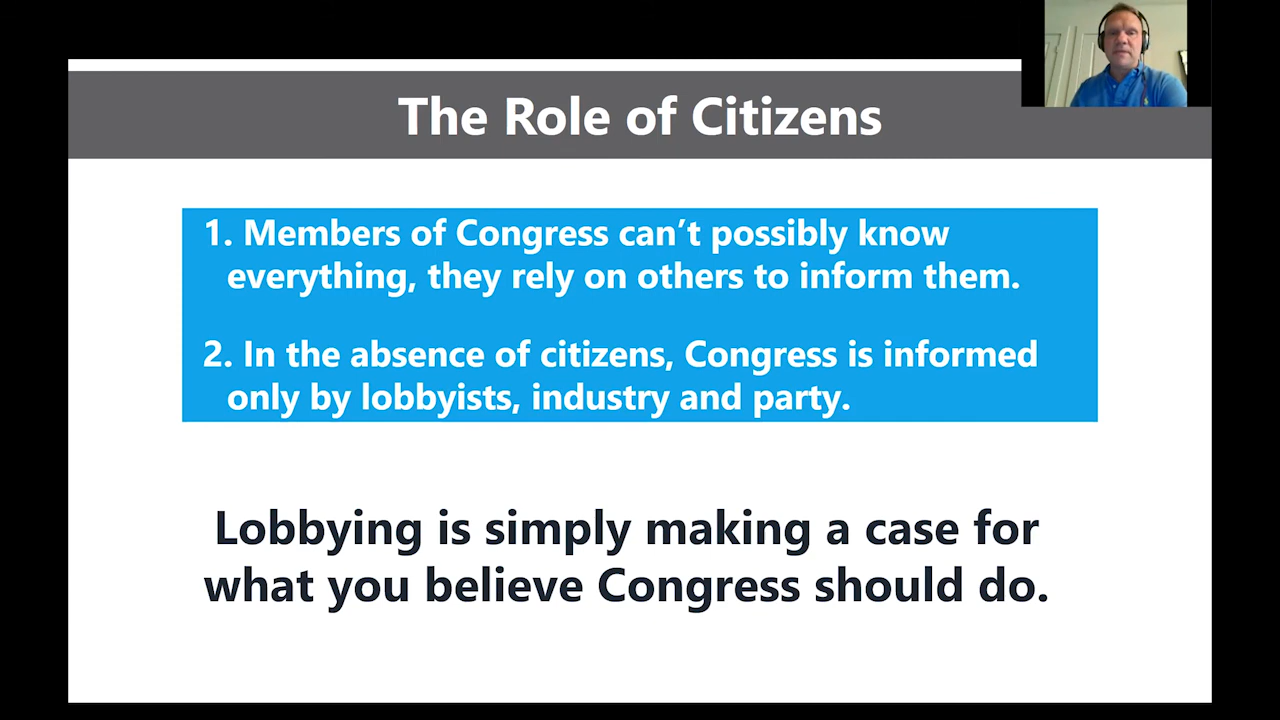 The Role of Citizens
1. Members of Congress can’t possibly know
everything, they rely on others to inform them.
2. In the absence of citizens, Congress is informed
only by lobbyists, industry and party.
Lobbying is simply making a case for
what you believe Congress should do.